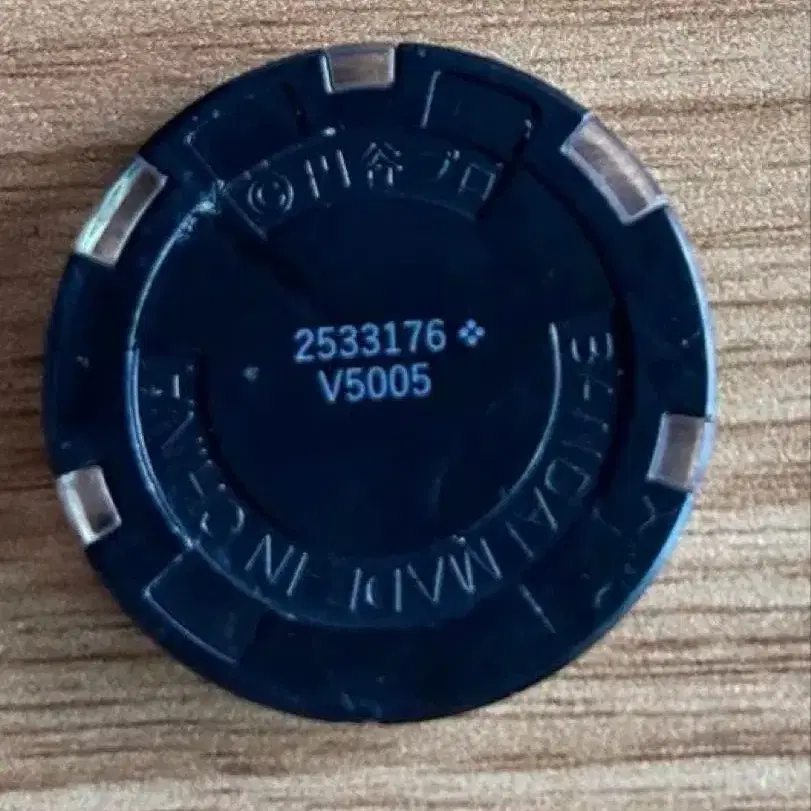 ©円谷プロ
2533176 ❖
V5005
BANDAI MADE IN CHINA